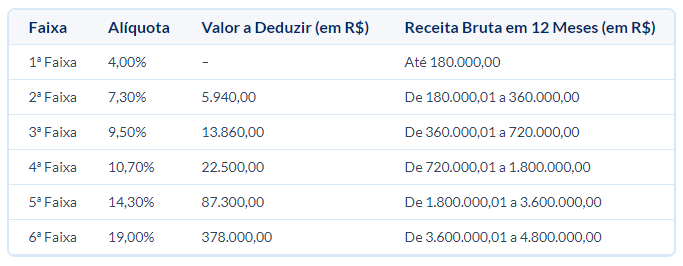 Faixa Alíquota Valor a Deduzir (em R$) Receita Bruta em 12 Meses (em R$)
1ª Faixa 4,00% – Até 180.000,00
2ª Faixa 7,30% 5.940,00 De 180.000,01 a 360.000,00
3ª Faixa 9,50% 13.860,00 De 360.000,01 a 720.000,00
4ª Faixa 10,70% 22.500,00 De 720.000,01 a 1.800.000,00
5ª Faixa 14,30% 87.300,00 De 1.800.000,01 a 3.600.000,00
6ª Faixa 19,00% 378.000,00 De 3.600.000,01 a 4.800.000,00